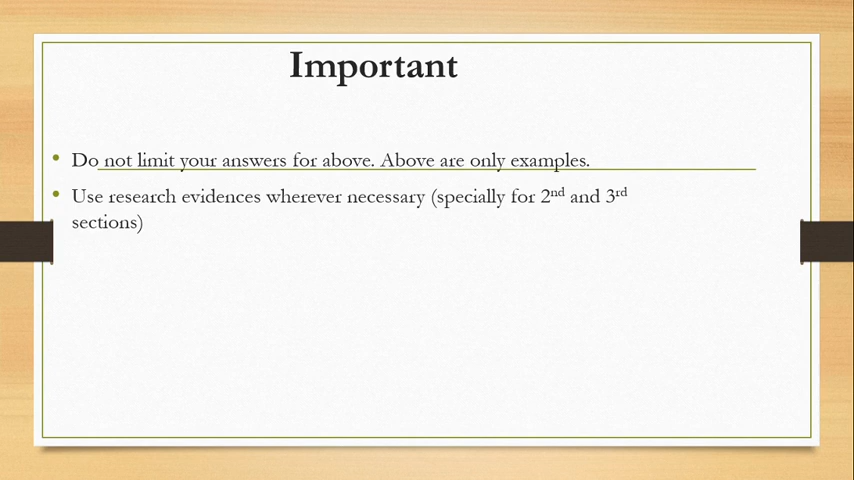 Important
• Do not limit your answers for above. Above are only examples.
• Use research evidences wherever necessary (specially for 2nd and 3rd
sections)